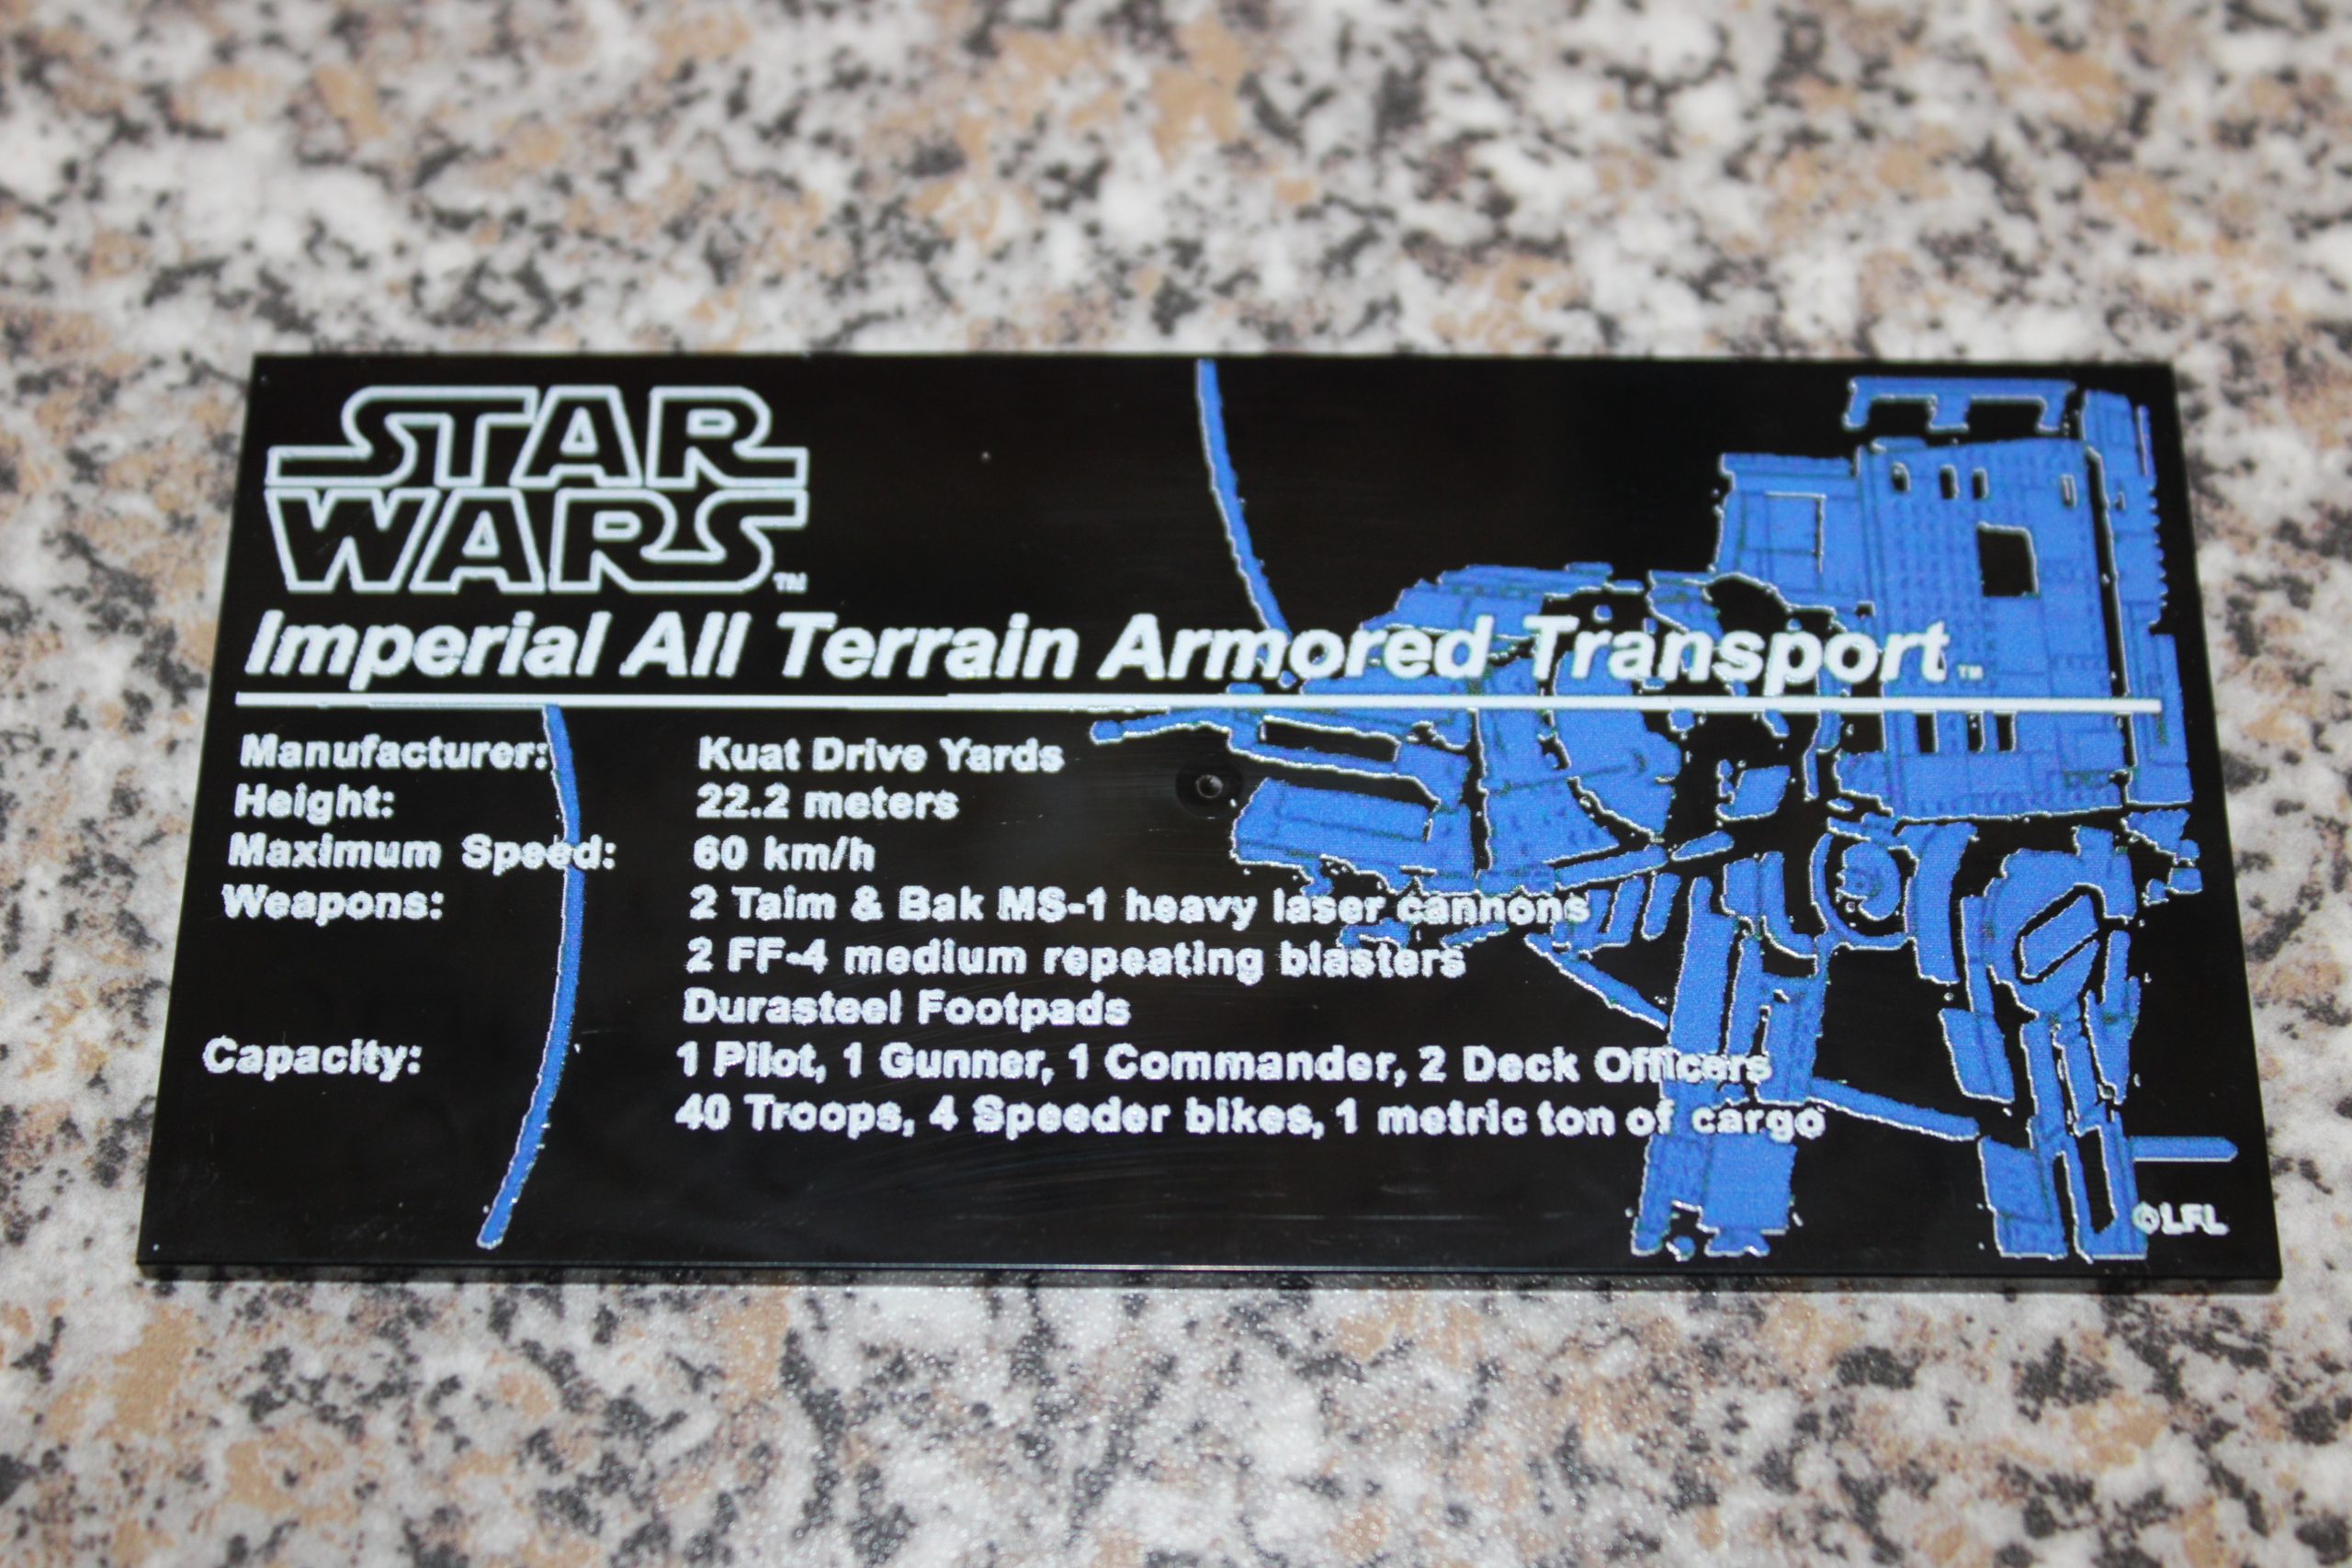 STAR
WARS™
Imperial All Terrain Armored Transport™
Manufacturer: Kuat Drive Yards
Height: 22.2 meters
Maximum Speed: 60 km/h
Weapons: 2 Taim & Bak MS-1 heavy laser cannons
2 FF-4 medium repeating blasters
Durasteel Footpads
Capacity: 1 Pilot, 1 Gunner, 1 Commander, 2 Deck Officers
40 Troops, 4 Speeder bikes, 1 metric ton of cargo
©LFL